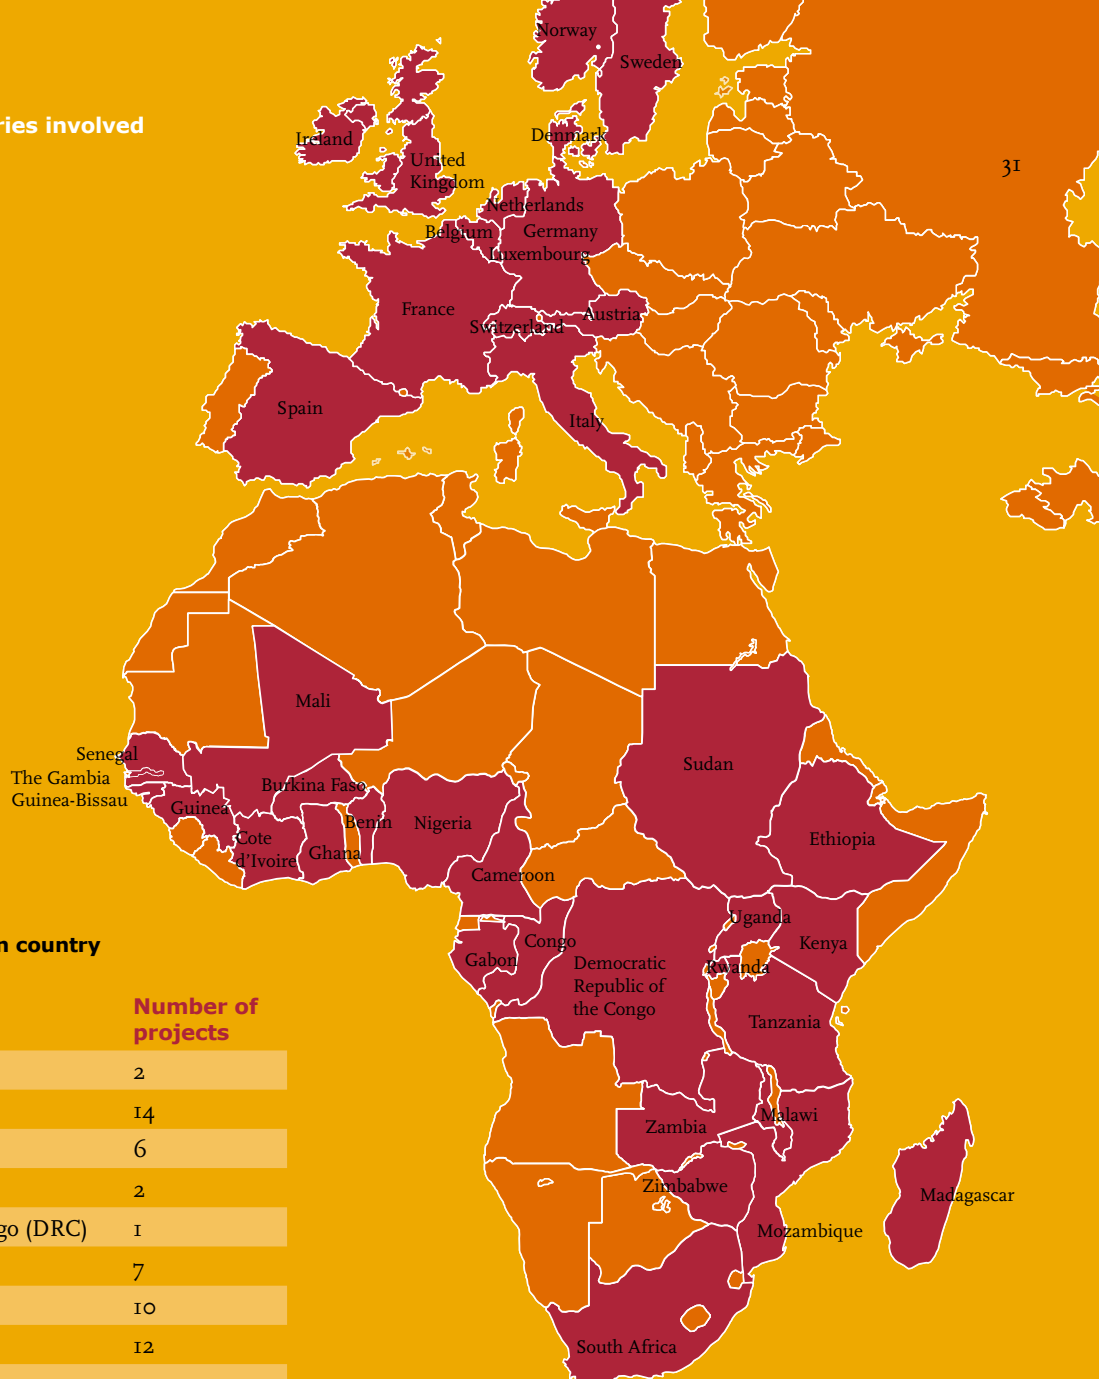 Norway
Sweden
ries involved
Denmark
Ireland
31
United
Kingdom
Netherlands
Belgium
Germany
Luxembourg
France
Austria
Switzerland
Spain
Italy
Mali
Senegal
Sudan
The Gambia
Burkina Faso
Guinea-Bissau
Guinea
Benin
Nigeria
Cote
d'Ivoire
Ghana
Ethiopia
Cameroon
Uganda
n country
Congo
Kenya
Gabon
Democratic
Republic of
the Congo
Rwanda
Tanzania
Number of
projects
2
14
Malawi
Zambia
6
2
Zimbabwe
Madagascar
go (DRC) 1
Mozambique
7
10
12
South Africa